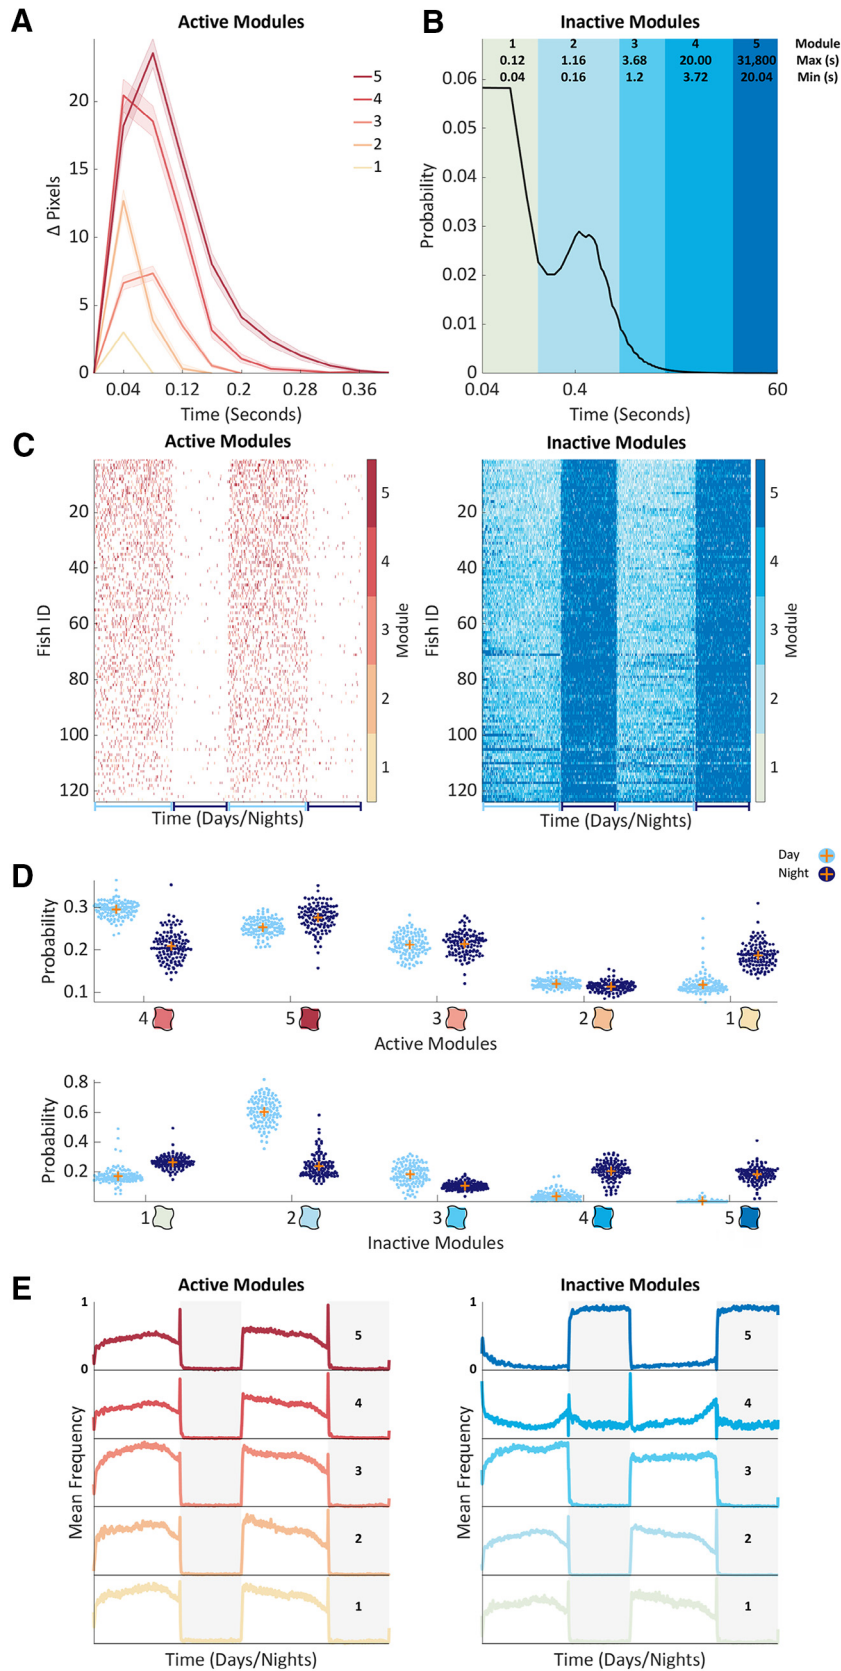 A
Active Modules
5
4
3
2
1
20
15
10
5
0
Δ Pixels
0.04 0.12 0.2 0.28 0.36
Time (Seconds)
B
Inactive Modules
1 2 3 4 5 Module
0.12 1.16 3.68 20.00 31,800 Max (s)
0.04 0.16 1.2 3.72 20.04 Min (s)
0.06
0.05
0.04
0.03
0.02
0.01
0
Probability
0.04 0.4 60
Time (Seconds)
C
Active Modules
20
40
60
80
100
120
Fish ID
5
4
3
2
1
Module
Time (Days/Nights)
Inactive Modules
20
40
60
80
100
120
Fish ID
5
4
3
2
1
Module
Time (Days/Nights)
D
Day
Night
0.3
0.2
0.1
Probability
4 5 3 2 1
Active Modules
0.8
0.6
0.4
0.2
Probability
1 2 3 4 5
Inactive Modules
E
Active Modules
1
0
5
4
3
2
1
Mean Frequency
Time (Days/Nights)
Inactive Modules
1
0
5
4
3
2
1
Mean Frequency
Time (Days/Nights)